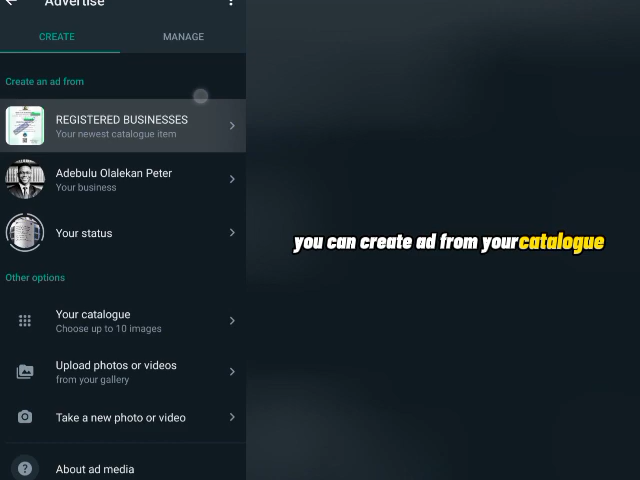 Advertise
CREATE
MANAGE
Create an ad from
REGISTERED BUSINESSES
Your newest catalogue item
Adebulu Olalekan Peter
Your business
Your status
Other options
Your catalogue
Choose up to 10 images
Upload photos or videos
from your gallery
Take a new photo or video
? About ad media
you can create ad from your catalogue